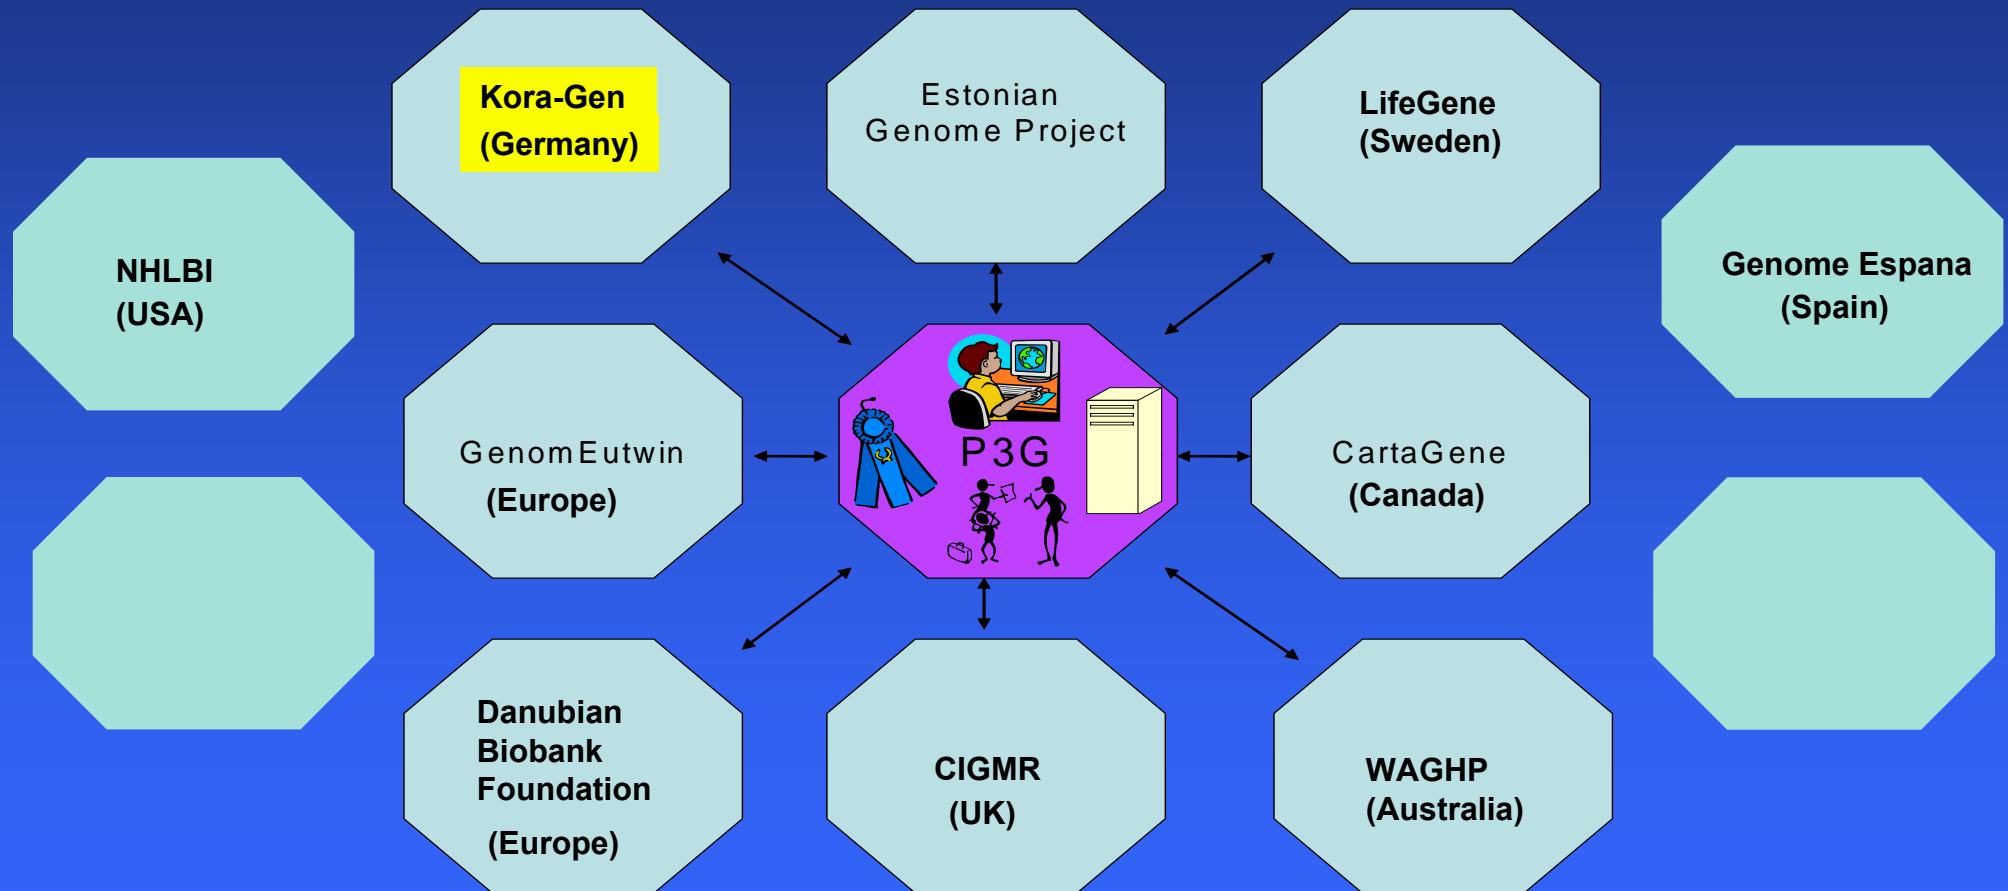 Kora-Gen
(Germany)
Estonian
Genome Project
LifeGene
(Sweden)
NHLBI
(USA)
Genome Espana
(Spain)
GenomEutwin
(Europe)
P3G
CartaGene
(Canada)
Danubian
Biobank
Foundation
(Europe)
CIGMR
(UK)
WAGHP
(Australia)